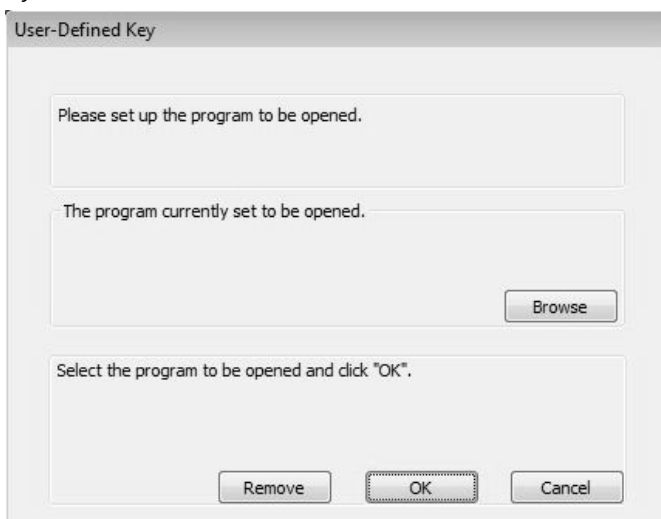 User-Defined Key
Please set up the program to be opened.
The program currently set to be opened.
Browse
Select the program to be opened and click "OK".
Remove OK Cancel